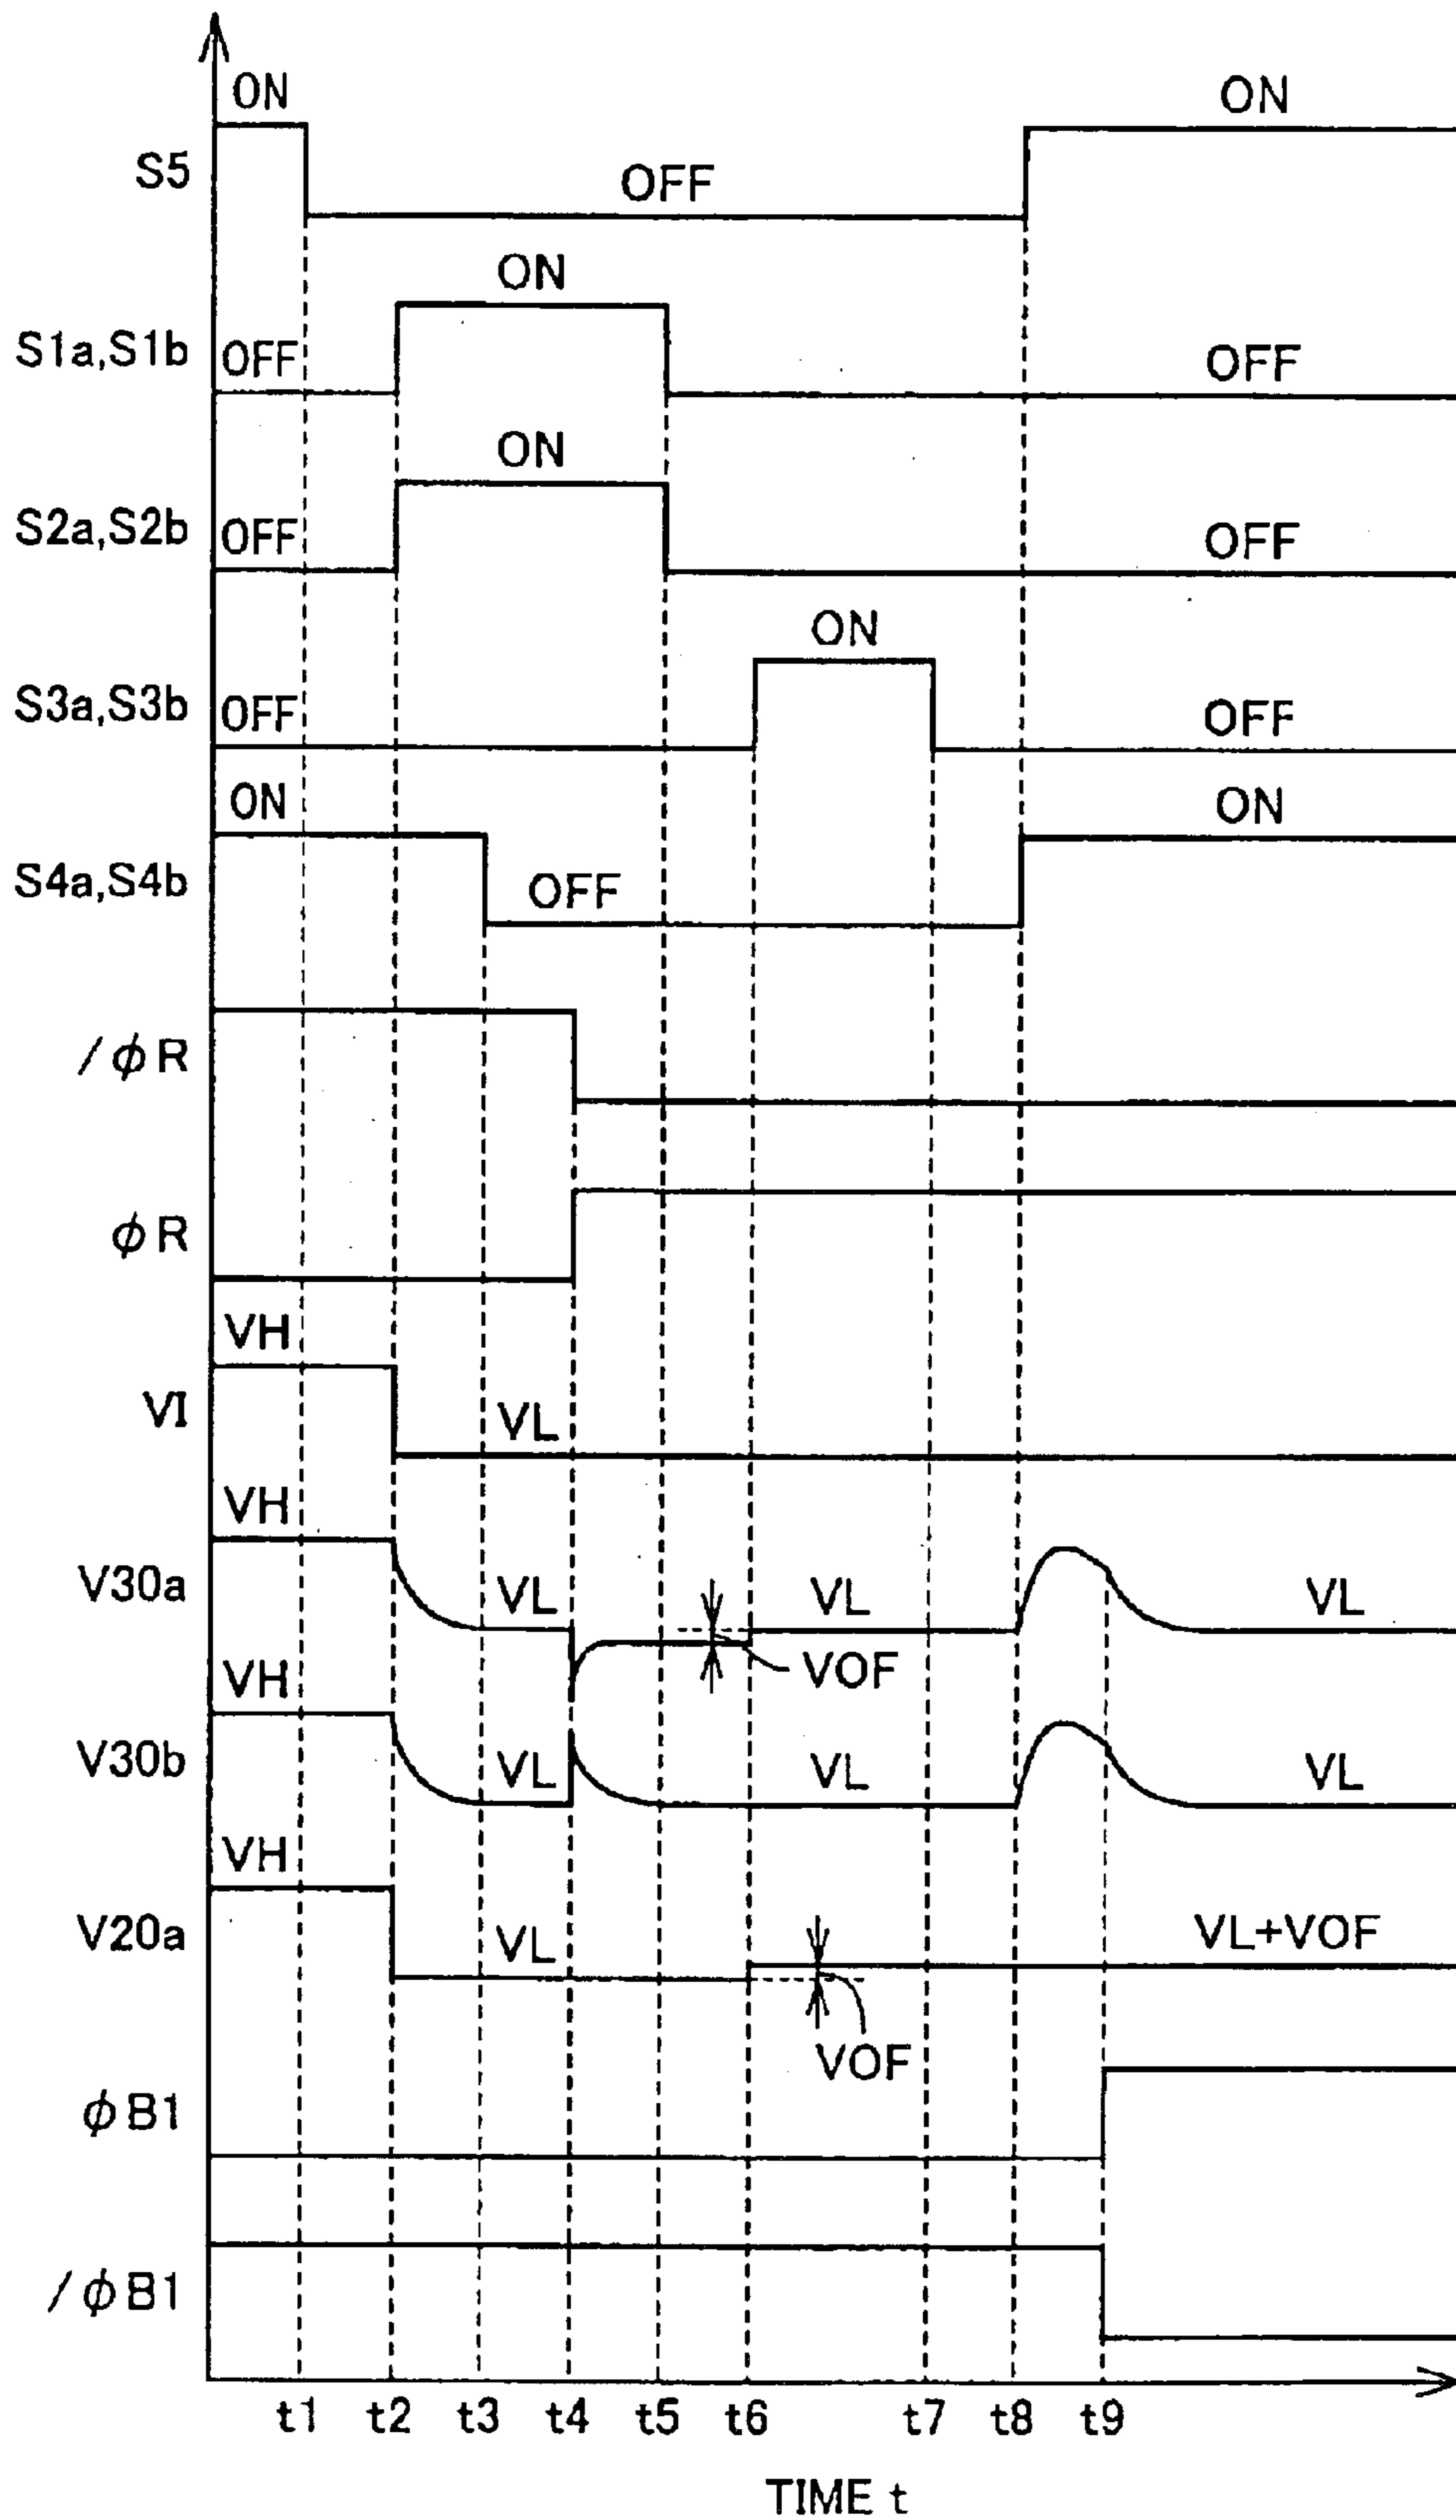 ON ON
S5 OFF
ON
S1a,S1b OFF OFF
ON
S2a,S2b OFF OFF
ON
S3a,S3b OFF OFF
ON ON
S4a,S4b OFF
/φR
φR
VH
VI VL
VH
V30a VL VL VL
VOF
VH
V30b VL VL VL
VH
V20a VL VL+VOF
VOF
φB1
/φB1
t1 t2 t3 t4 t5 t6 t7 t8 t9
TIME t